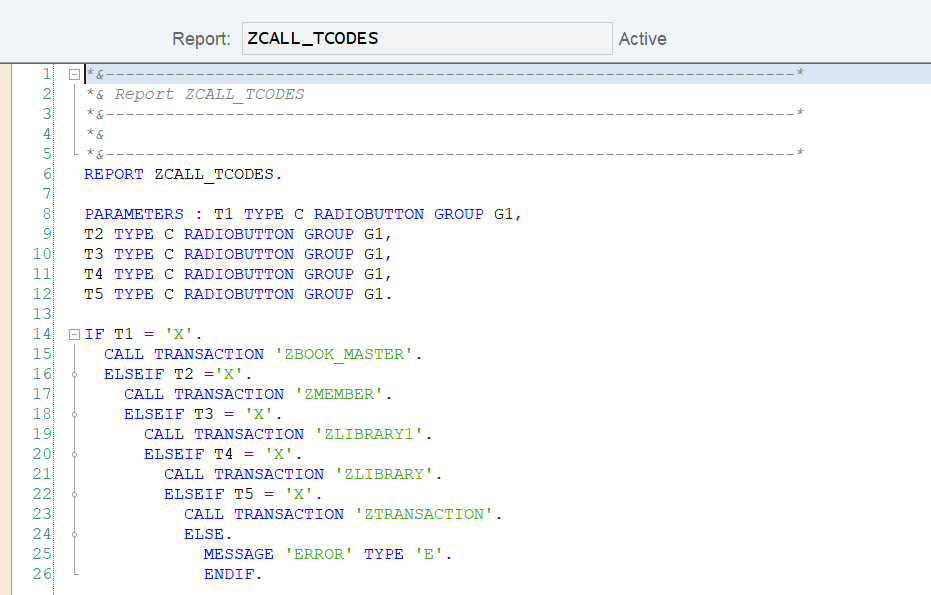 Report: ZCALL_TCODES Active
1 *&---------------------------------------------------------------------*
2 *& Report ZCALL_TCODES
3 *&---------------------------------------------------------------------*
4 *&
5 *&---------------------------------------------------------------------*
6 REPORT ZCALL_TCODES.
7
8 PARAMETERS : T1 TYPE C RADIOBUTTON GROUP G1,
9 T2 TYPE C RADIOBUTTON GROUP G1,
10 T3 TYPE C RADIOBUTTON GROUP G1,
11 T4 TYPE C RADIOBUTTON GROUP G1,
12 T5 TYPE C RADIOBUTTON GROUP G1.
13
14 IF T1 = 'X'.
15 CALL TRANSACTION 'ZBOOK_MASTER'.
16 ELSEIF T2 ='X'.
17 CALL TRANSACTION 'ZMEMBER'.
18 ELSEIF T3 = 'X'.
19 CALL TRANSACTION 'ZLIBRARY1'.
20 ELSEIF T4 = 'X'.
21 CALL TRANSACTION 'ZLIBRARY'.
22 ELSEIF T5 = 'X'.
23 CALL TRANSACTION 'ZTRANSACTION'.
24 ELSE.
25 MESSAGE 'ERROR' TYPE 'E'.
26 ENDIF.